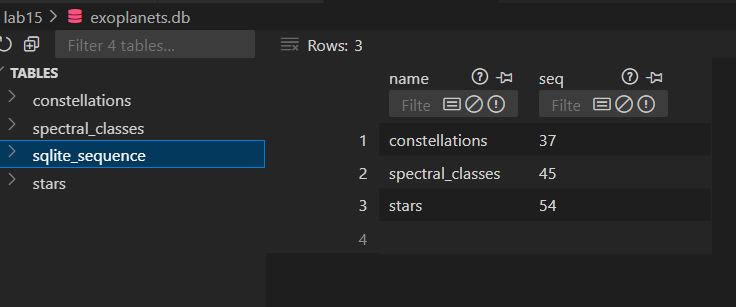 lab15 > exoplanets.db
Filter 4 tables...
Rows: 3
TABLES
constellations
spectral_classes
sqlite_sequence
stars
name seq
Filte Filte
1 constellations 37
2 spectral_classes 45
3 stars 54
4